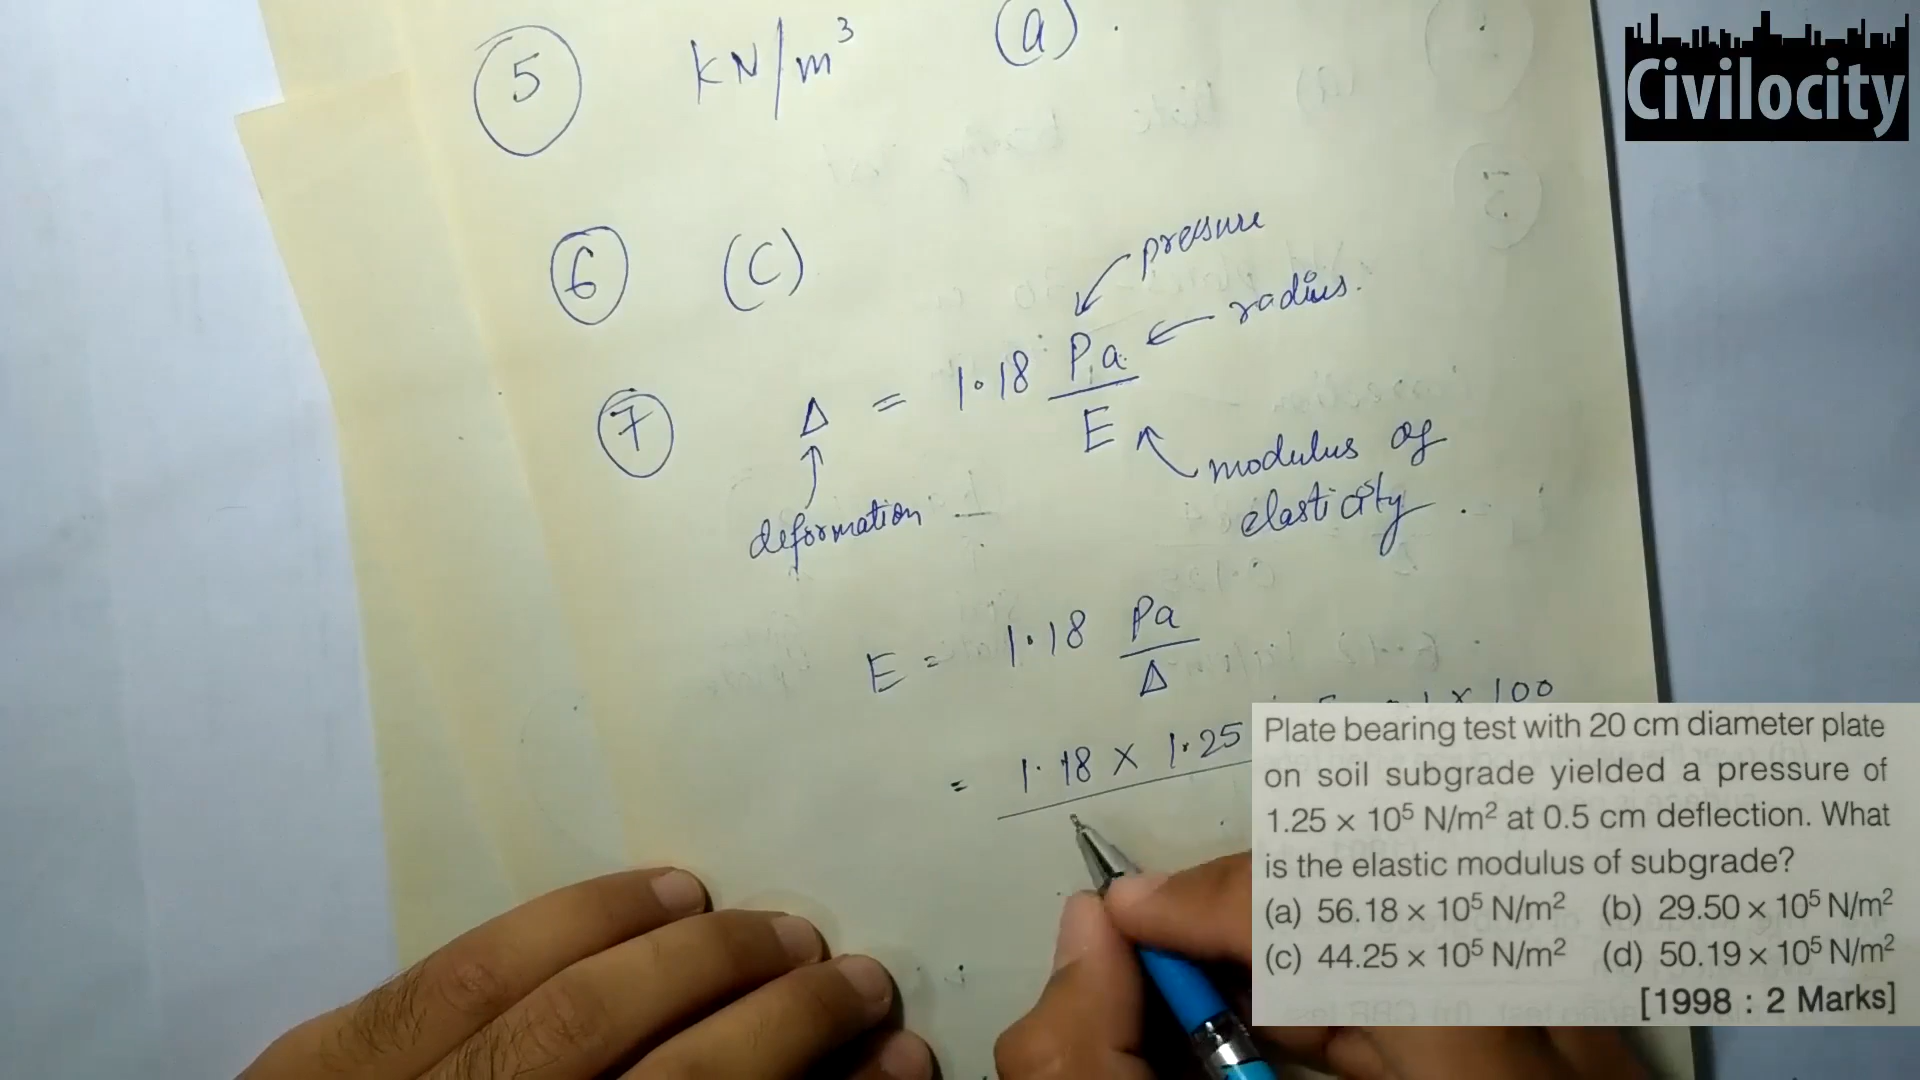 Civilocity
5 kN/m³ (a).
6 (C)
pressure
radius.
7 Δ = 1.18 Pa
E
modulus of
elasticity.
deformation
E = 1.18 Pa
Δ
= 1.18 × 1.25 × 100
Plate bearing test with 20 cm diameter plate
on soil subgrade yielded a pressure of
1.25 × 10⁵ N/m² at 0.5 cm deflection. What
is the elastic modulus of subgrade?
(a) 56.18 × 10⁵ N/m² (b) 29.50 × 10⁵ N/m²
(c) 44.25 × 10⁵ N/m² (d) 50.19 × 10⁵ N/m²
[1998 : 2 Marks]